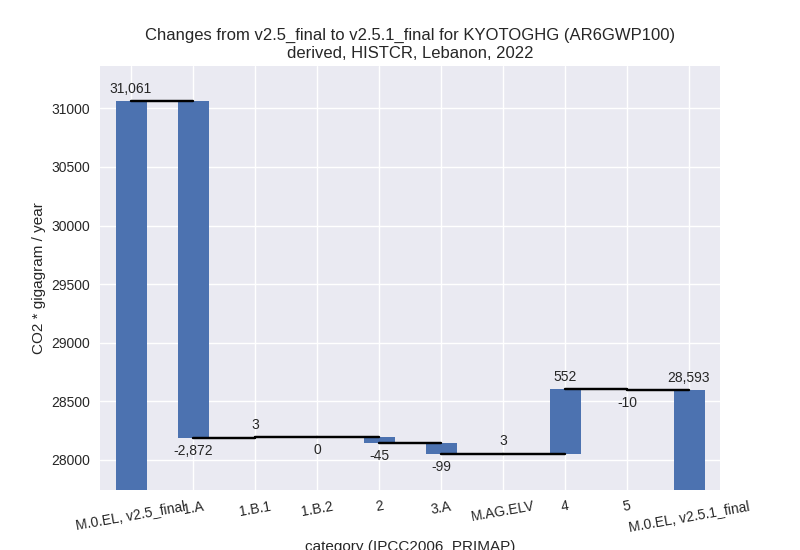 Changes from v2.5_final to v2.5.1_final for KYOTOGHG (AR6GWP100)
derived, HISTCR, Lebanon, 2022
CO2 * gigagram / year
31000
30500
30000
29500
29000
28500
28000
31,061
-2,872
3
0
-45
-99
3
552
-10
28,593
M.0.EL, v2.5_final
1.A
1.B.1
1.B.2
2
3.A
M.AG.ELV
4
5
M.0.EL, v2.5.1_final
category (IPCC2006_PRIMAP)